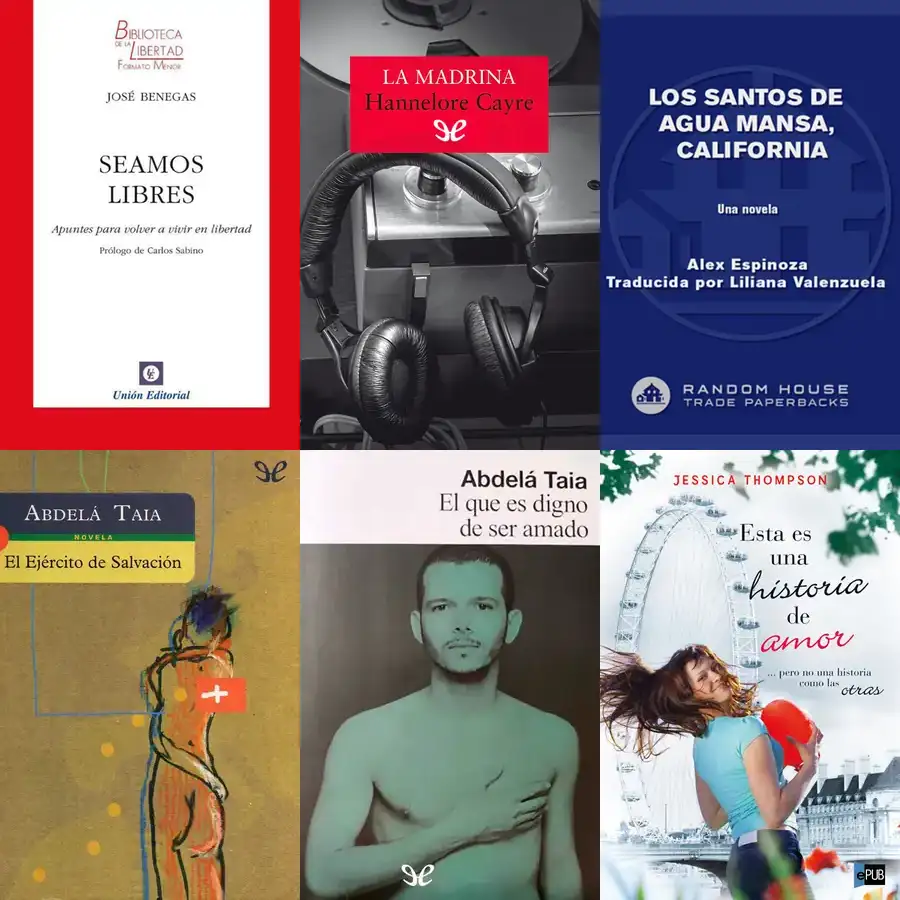 BIBLIOTECA
DE LA LIBERTAD
FORMATO MENOR
JOSÉ BENEGAS
SEAMOS
LIBRES
Apuntes para volver a vivir en libertad
Prólogo de Carlos Sabino
Unión Editorial
LA MADRINA
Hannelore Cayre
LOS SANTOS DE
AGUA MANSA,
CALIFORNIA
Una novela
Alex Espinoza
Traducida por Liliana Valenzuela
RANDOM HOUSE
TRADE PAPERBACKS
ABDELÁ TAIA
NOVELA
El Ejército de Salvación
Abdelá Taia
El que es digno
de ser amado
JESSICA THOMPSON
Esta es
una
historia
de
amor
... pero no una historia
como las
otras
ePUB